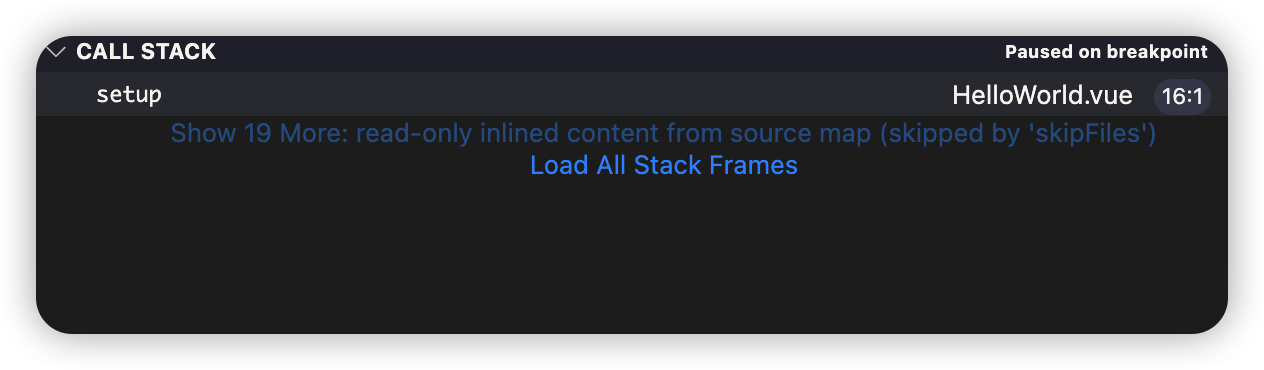 CALL STACK Paused on breakpoint
setup HelloWorld.vue 16:1
Show 19 More: read-only inlined content from source map (skipped by 'skipFiles')
Load All Stack Frames